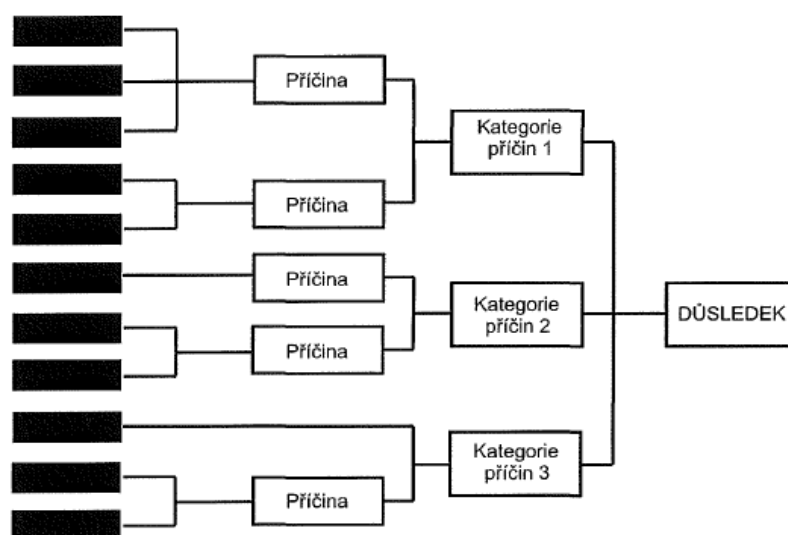 Příčina
Kategorie
příčin 1
Příčina
Příčina
Kategorie
příčin 2
DŮSLEDEK
Příčina
Kategorie
příčin 3
Příčina